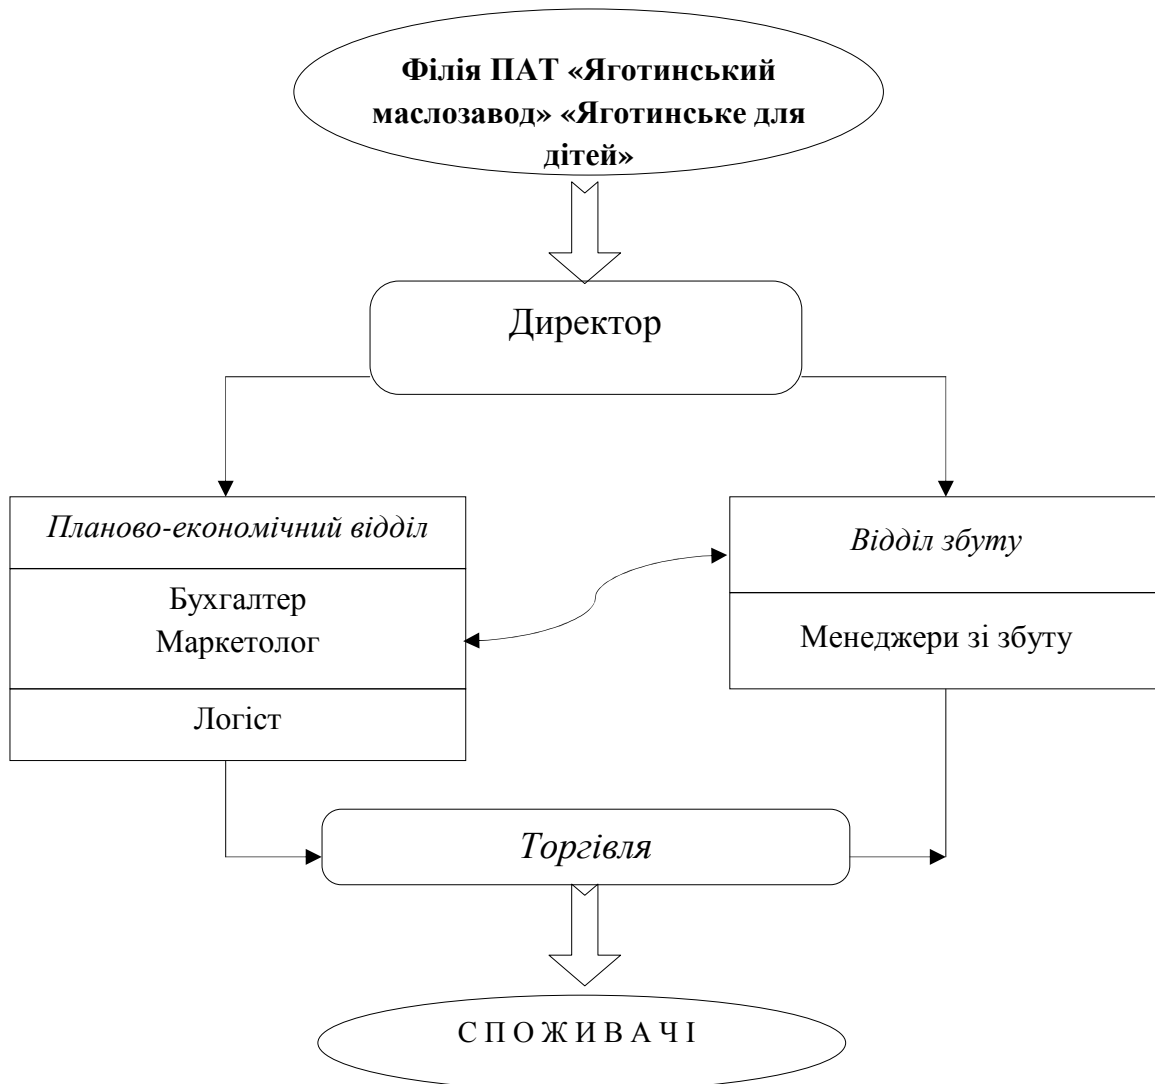 Філія ПАТ «Яготинський
маслозавод» «Яготинське для
дітей»
Директор
Планово-економічний відділ
Бухгалтер
Маркетолог
Логіст
Відділ збуту
Менеджери зі збуту
Торгівля
С П О Ж И В А Ч І